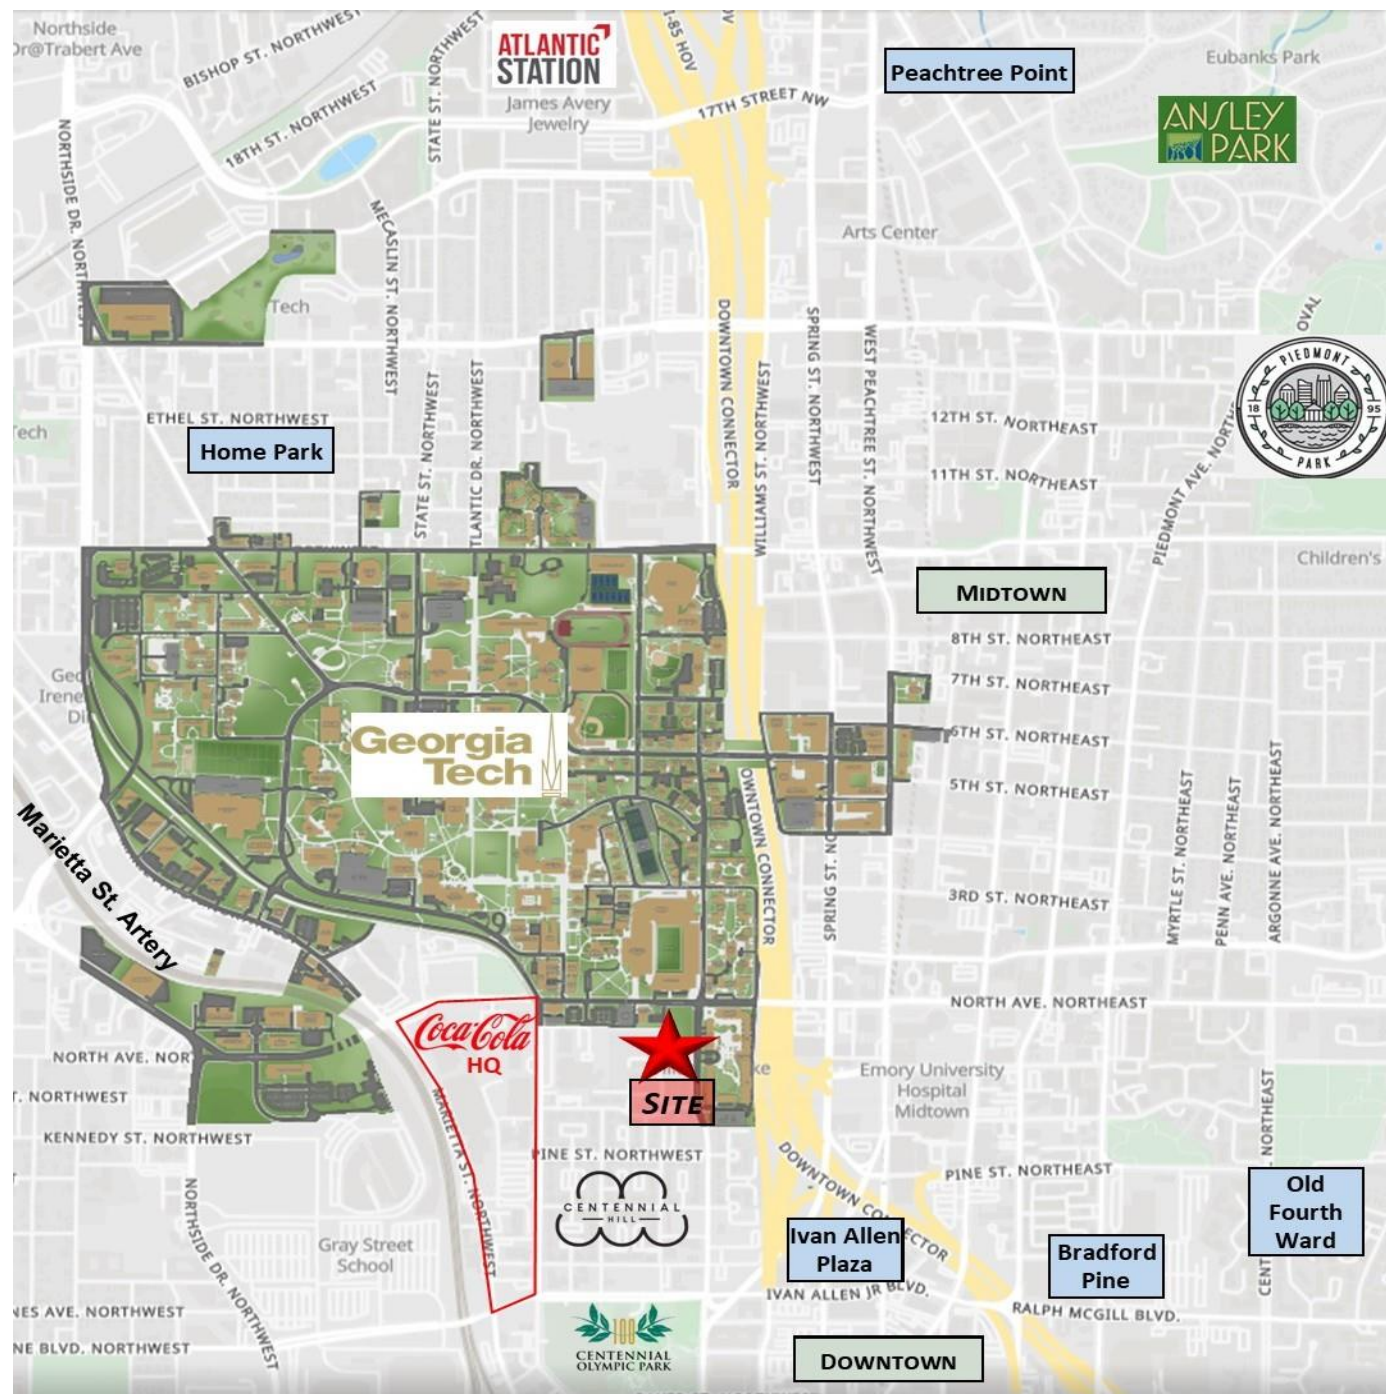 Northside
Dr@Trabert Ave
BISHOP ST. NORTHWEST
STATE ST. NORTHWEST
ATLANTIC
STATION
James Avery
Jewelry
I-85 HOV
17TH STREET NW
Peachtree Point
Eubanks Park
ANSLEY
PARK
18TH ST. NORTHWEST
NORTHSIDE DR. NORTHWEST
MECASLIN ST. NORTHWEST
Arts Center
Tech
DOWNTOWN CONNECTOR
WILLIAMS ST. NORTHWEST
SPRING ST. NORTHWEST
WEST PEACHTREE ST. NORTHWEST
OVAL
PIEDMONT
18 95
PARK
ETHEL ST. NORTHWEST
Tech
Home Park
STATE ST. NORTHWEST
TLANTIC DR. NORTHWEST
12TH ST. NORTHEAST
11TH ST. NORTHEAST
PIEDMONT AVE. NORTHE
Children's
MIDTOWN
8TH ST. NORTHEAST
7TH ST. NORTHEAST
6TH ST. NORTHEAST
5TH ST. NORTHEAST
3RD ST. NORTHEAST
Geo
Irene
Di
Georgia
Tech
OWNTOWN CONNECTOR
SPRING ST. NO
MYRTLE ST. NORTHEAST
PENN AVE. NORTHEAST
ARGONNE AVE. NORTHEAST
Marietta St. Artery
NORTH AVE. NORTHEAST
Coca-Cola
HQ
SITE
ke
Emory University
Hospital
Midtown
NORTH AVE. NOR
T. NORTHWEST
KENNEDY ST. NORTHWEST
MARIETTA ST. NORTHWEST
PINE ST. NORTHWEST
CENTENNIAL
HILL
DOWNTOWN CONNECTOR
PINE ST. NORTHEAST
NORTHEAST
CENT
Old
Fourth
Ward
Ivan Allen
Plaza
Bradford
Pine
NORTHSIDE DR. NORTHWEST
Gray Street
School
IVAN ALLEN JR BLVD.
RALPH MCGILL BLVD.
NES AVE. NORTHWEST
NE BLVD. NORTHWEST
100
CENTENNIAL
OLYMPIC PARK
DOWNTOWN